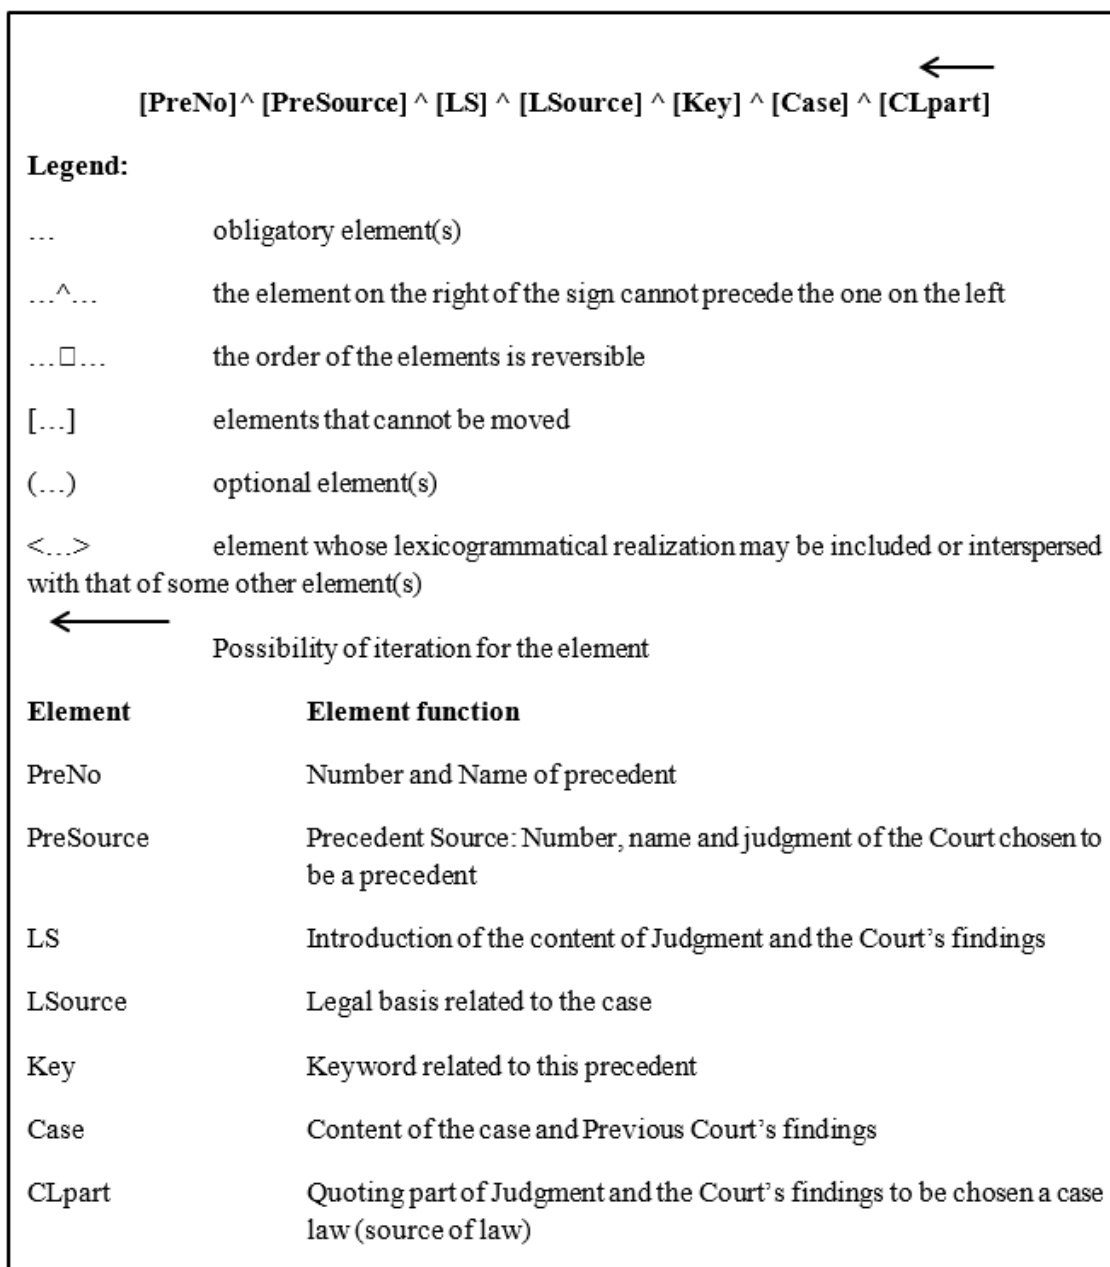 [PreNo]^ [PreSource] ^ [LS] ^ [LSource] ^ [Key] ^ [Case] ^ [CLpart]
Legend:
… obligatory element(s)
…^… the element on the right of the sign cannot precede the one on the left
…□… the order of the elements is reversible
[…] elements that cannot be moved
(…) optional element(s)
<…> element whose lexicogrammatical realization may be included or interspersed
with that of some other element(s)
Possibility of iteration for the element
Element Element function
PreNo Number and Name of precedent
PreSource Precedent Source: Number, name and judgment of the Court chosen to
be a precedent
LS Introduction of the content of Judgment and the Court’s findings
LSource Legal basis related to the case
Key Keyword related to this precedent
Case Content of the case and Previous Court’s findings
CLpart Quoting part of Judgment and the Court’s findings to be chosen a case
law (source of law)